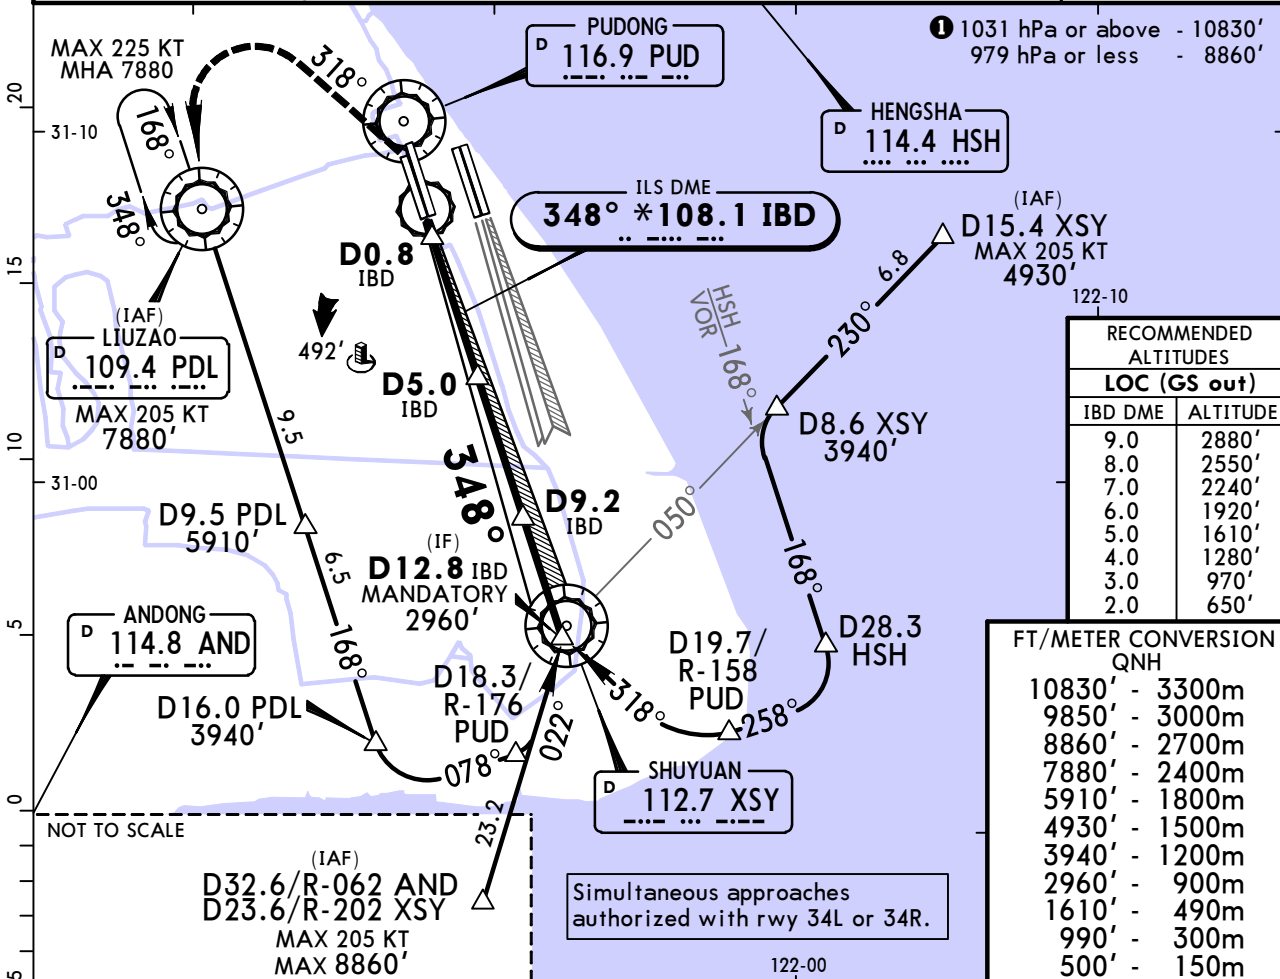 MAX 225 KT
MHA 7880
318°
PUDONG
D 116.9 PUD
❶ 1031 hPa or above - 10830'
979 hPa or less - 8860'
20
31-10
168°
348°
HENGSHA
D 114.4 HSH
ILS DME
348° *108.1 IBD
(IAF)
D15.4 XSY
MAX 205 KT
4930'
6.8
230°
122-10
D0.8
IBD
15
(IAF)
LIUZAO
D 109.4 PDL
MAX 205 KT
7880'
492'
D5.0
IBD
HSH
VOR
168°
D8.6 XSY
3940'
RECOMMENDED
ALTITUDES
LOC (GS out)
IBD DME ALTITUDE
9.0 2880'
8.0 2550'
7.0 2240'
6.0 1920'
5.0 1610'
4.0 1280'
3.0 970'
2.0 650'
9.5
10
31-00
348°
D9.2
IBD
050°
D9.5 PDL
5910'
6.5
(IF)
D12.8 IBD
MANDATORY
2960'
168°
168°
5
ANDONG
D 114.8 AND
D19.7/
R-158
PUD
D28.3
HSH
D18.3/
R-176
PUD
318°
258°
D16.0 PDL
3940'
078°
022°
SHUYUAN
D 112.7 XSY
FT/METER CONVERSION
QNH
10830' - 3300m
9850' - 3000m
8860' - 2700m
7880' - 2400m
5910' - 1800m
4930' - 1500m
3940' - 1200m
2960' - 900m
1610' - 490m
990' - 300m
500' - 150m
0
NOT TO SCALE
23.2
(IAF)
D32.6/R-062 AND
D23.6/R-202 XSY
MAX 205 KT
MAX 8860'
Simultaneous approaches
authorized with rwy 34L or 34R.
122-00
5